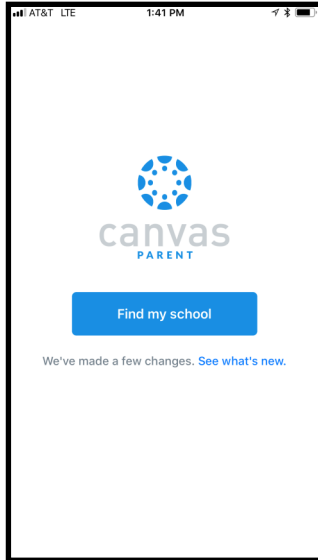 AT&T LTE 1:41 PM
canvas
PARENT
Find my school
We've made a few changes. See what's new.